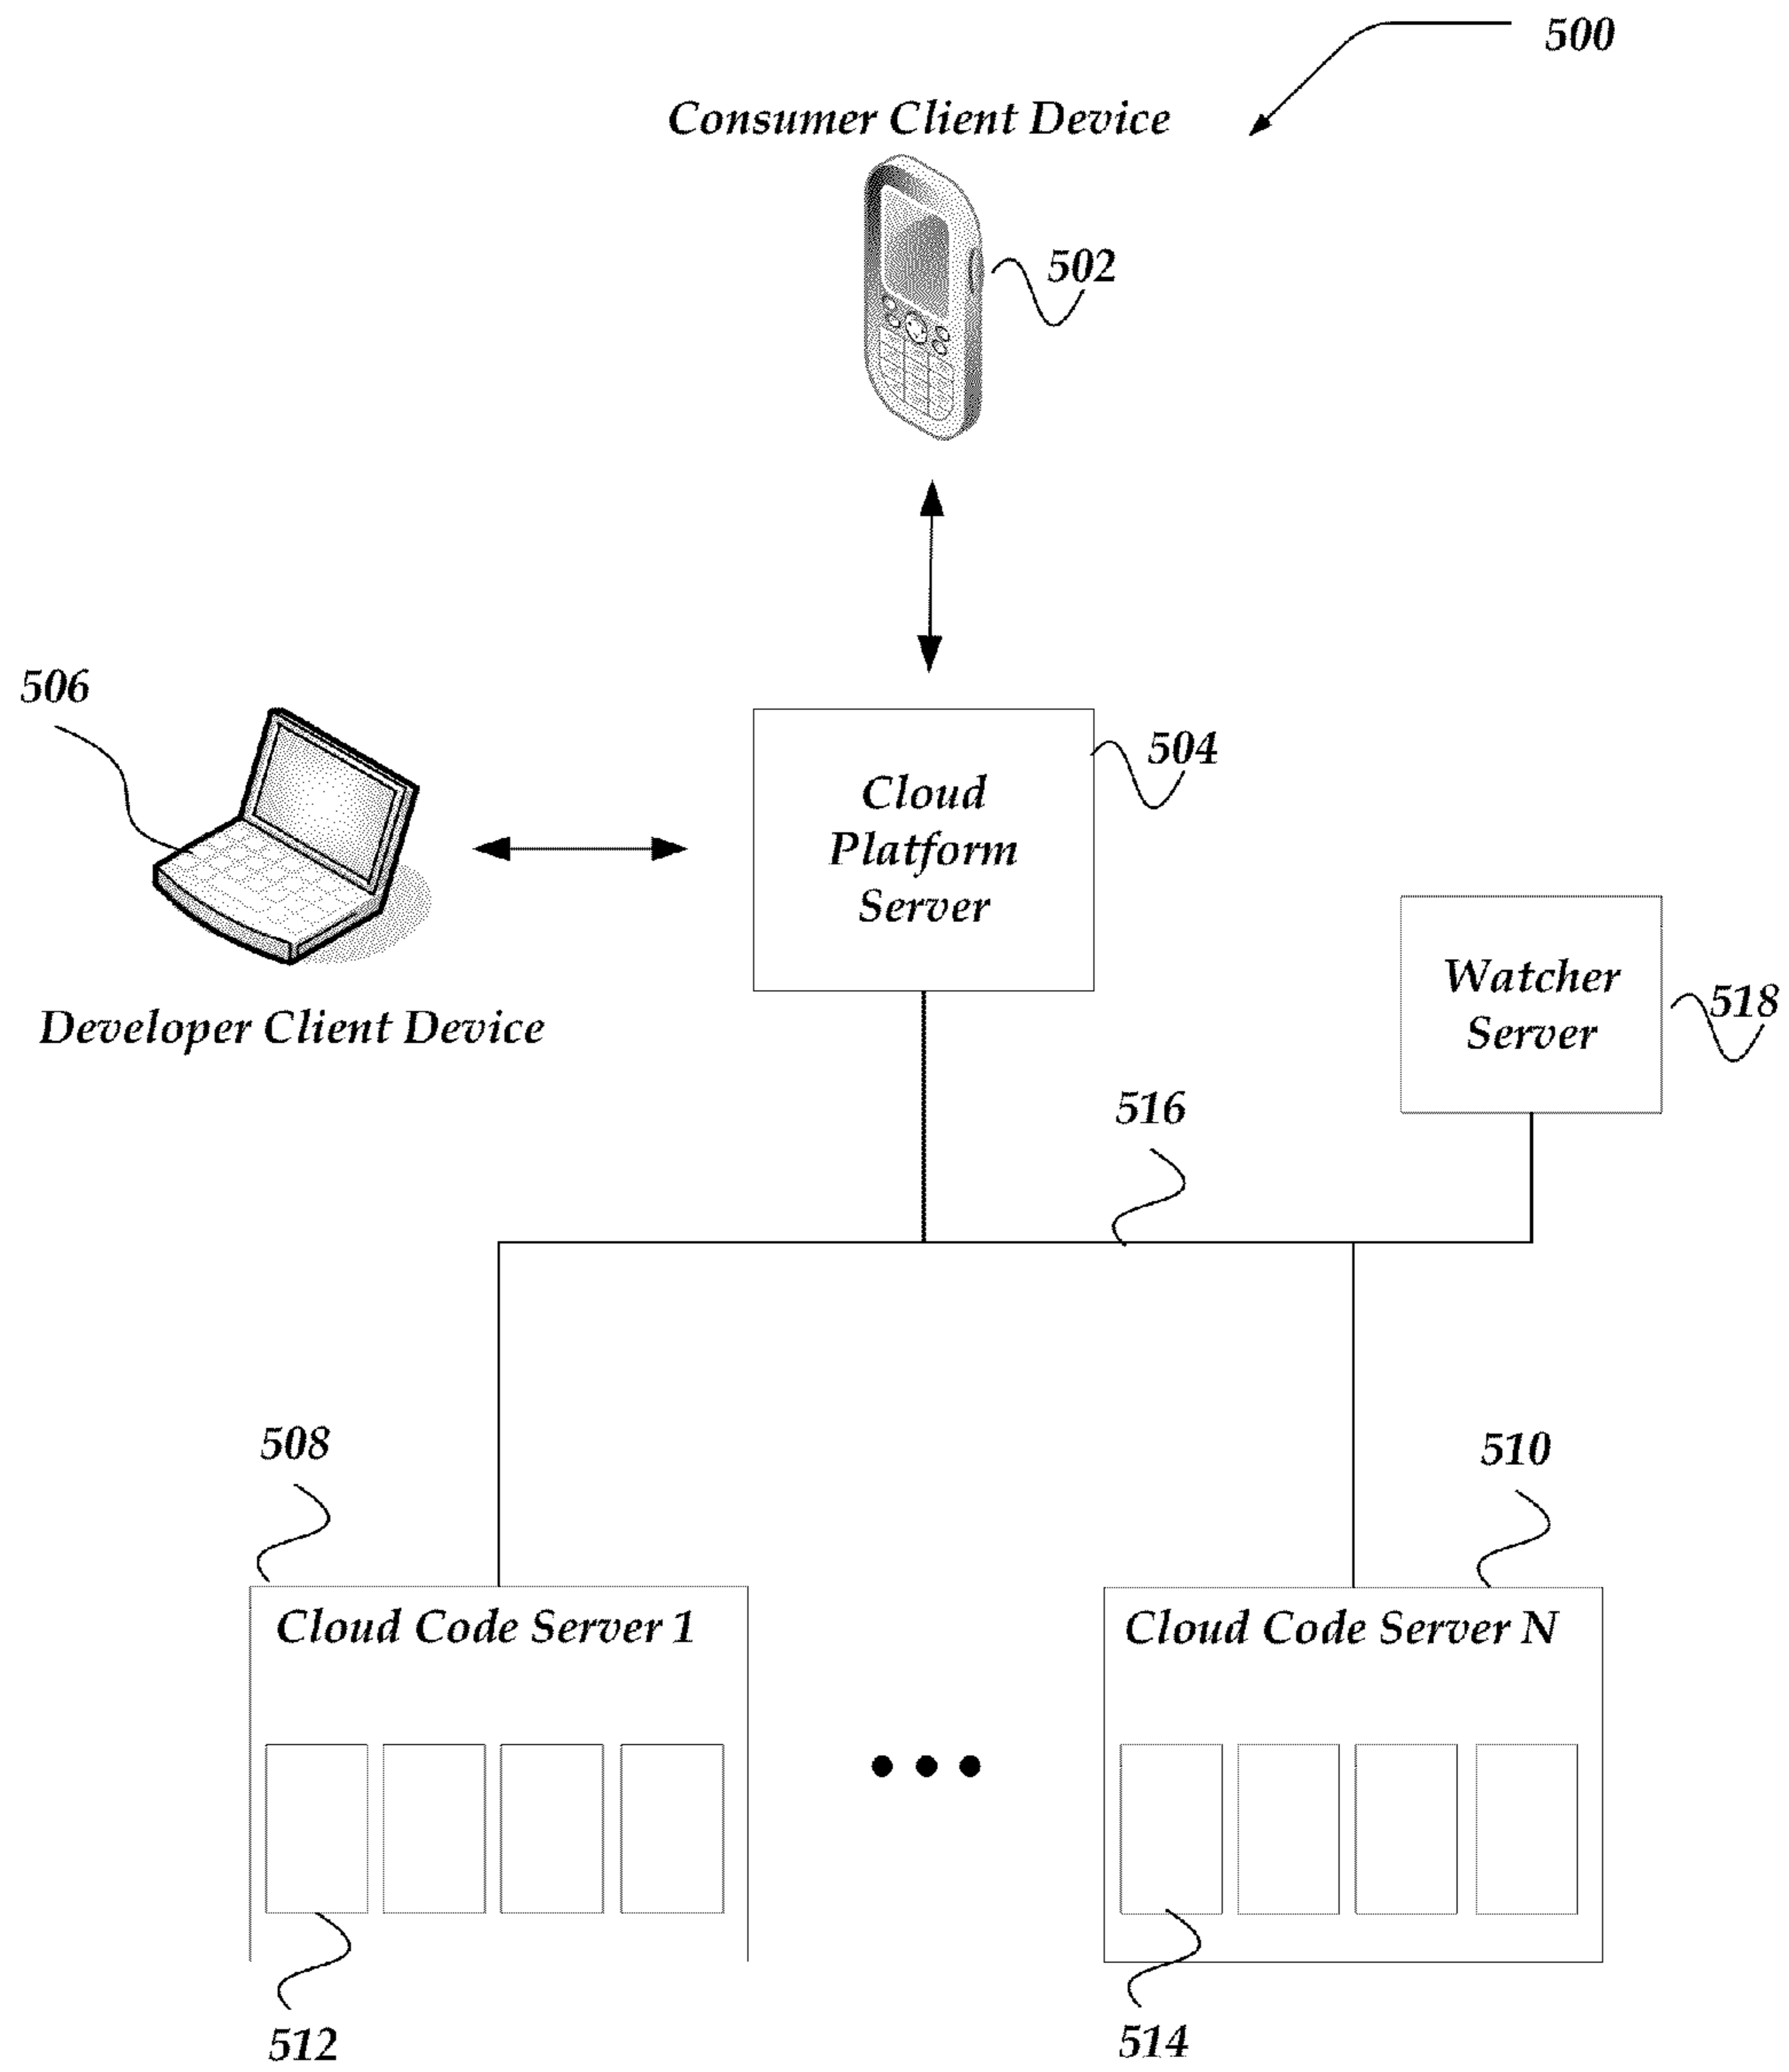 500
Consumer Client Device
502
506
504
Cloud
Platform
Server
Watcher
Server
518
Developer Client Device
516
508
510
Cloud Code Server 1
Cloud Code Server N
512
514